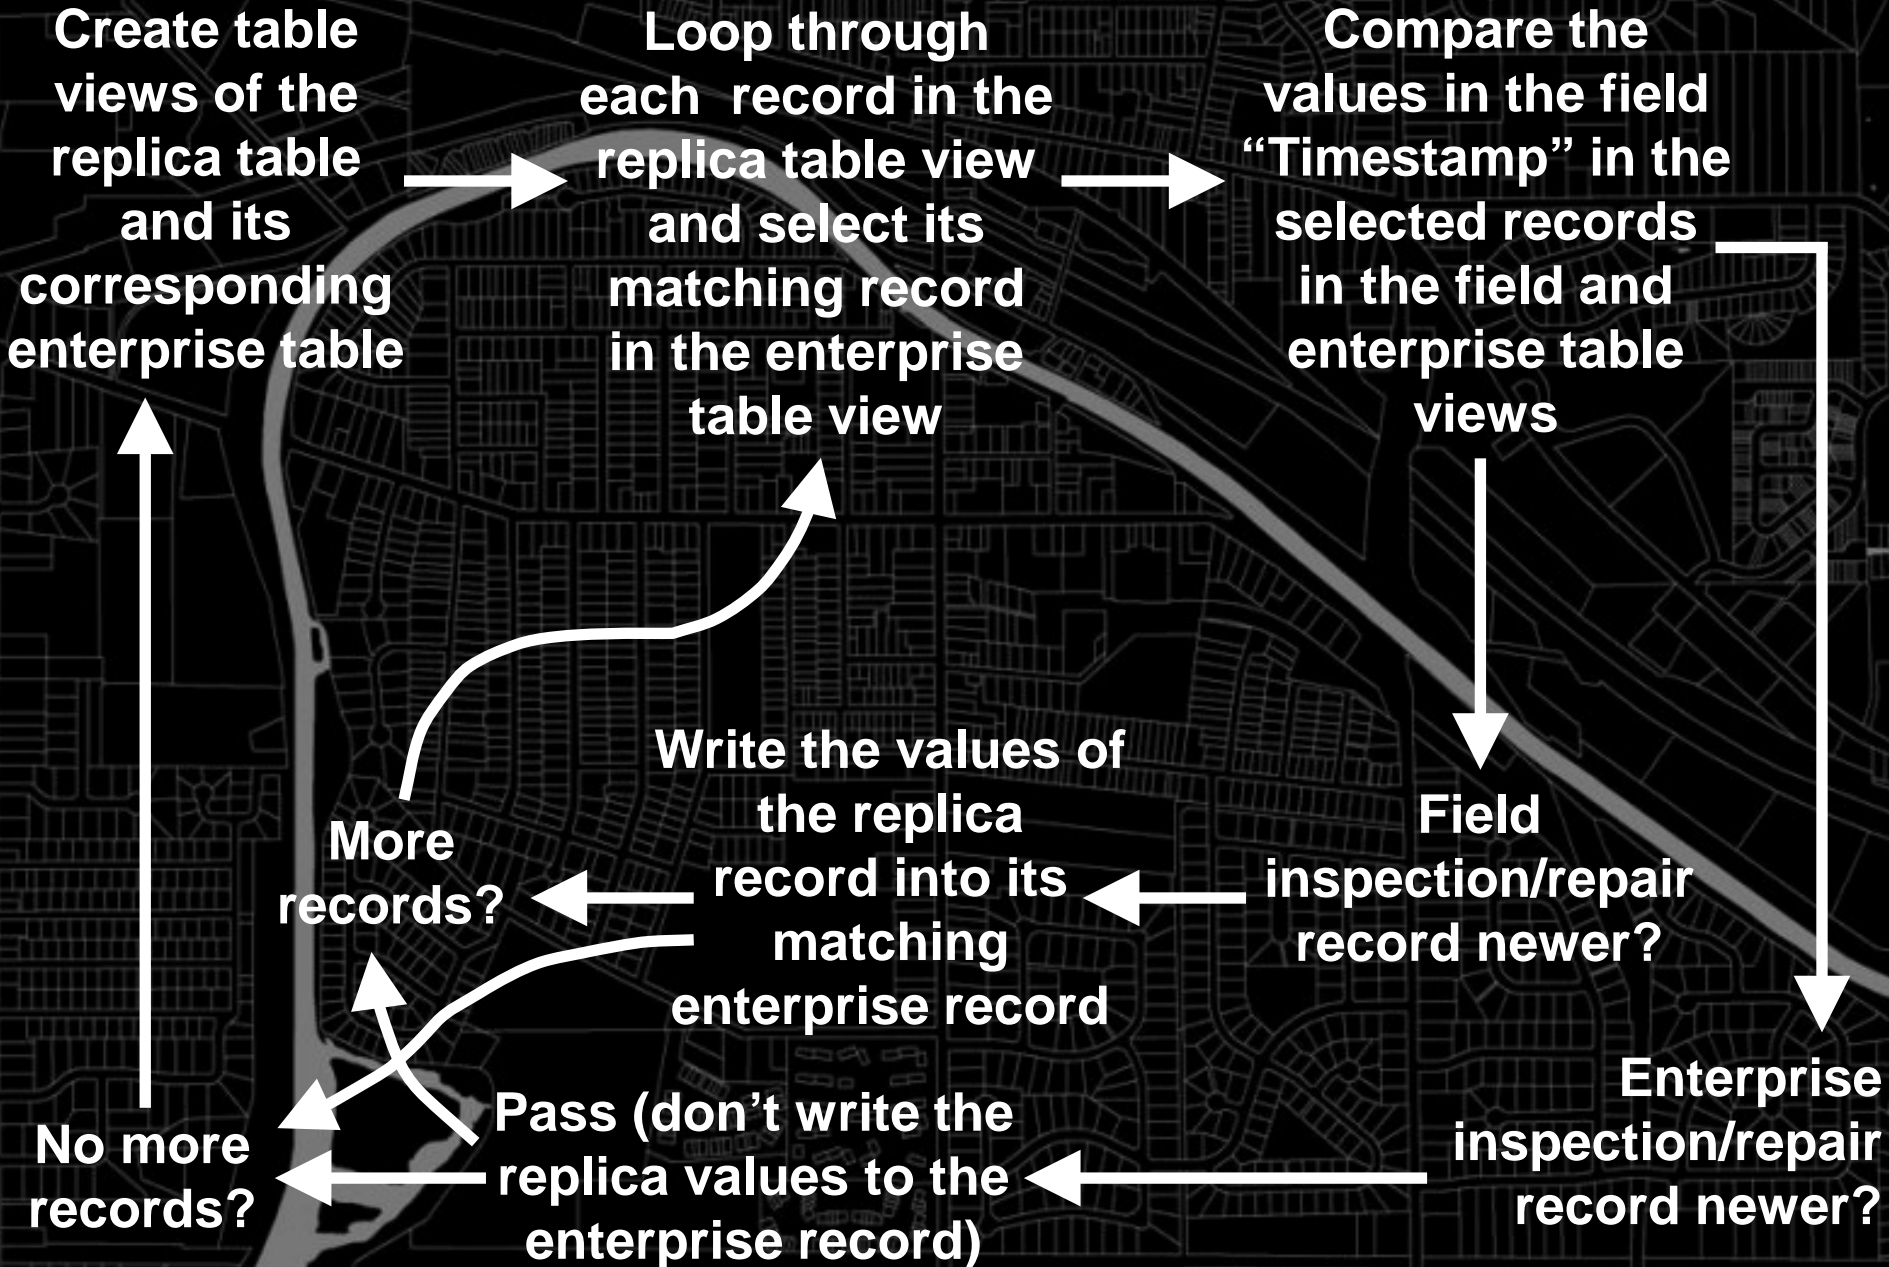 Create table
views of the
replica table
and its
corresponding
enterprise table
Loop through
each  record in the
replica table view
and select its
matching record
in the enterprise
table view
Compare the
values in the field
“Timestamp” in the
selected records
in the field and
enterprise table
views
Field
inspection/repair
record newer?
Enterprise
inspection/repair
record newer?
Write the values of
the replica
record into its
matching
enterprise record
Pass (don’t write the
replica values to the
enterprise record)
More
records?
No more
records?